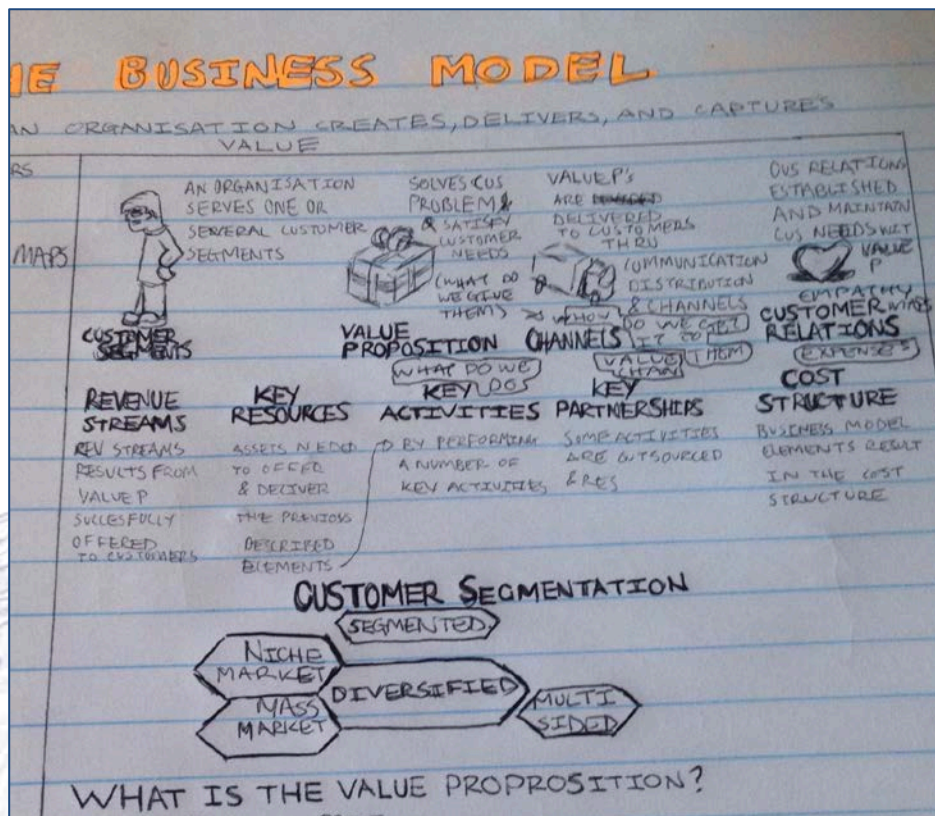 HE BUSINESS MODEL
AN ORGANISATION CREATES, DELIVERS, AND CAPTURES
VALUE
RS
MAPS
AN ORGANISATION
SERVES ONE OR
SERVERAL CUSTOMER
SEGMENTS
CUSTOMER
SEGMENTS
SOLVES CUS
PROBLEM &
& SATISFY
CUSTOMER
NEEDS
(WHAT DO
WE GIVE
THEM
VALUE
PROPOSITION
VALUE P'S
ARE
DELIVERED
TO CUSTOMERS
THRU
COMMUNICATION
DISTRIBUTION
& CHANNELS
HOW
DO WE GET
IT TO
THEM
CHANNELS
VALUE
CHAIN
CUS RELATIONS
ESTABLISHED
AND MAINTAIN
CUS NEEDS WIT
VALUE
P
EMPATHY
CUSTOMER
RELATIONS
REVENUE
STREAMS
REV STREAMS
RESULTS FROM
VALUE P
SUCCESFULLY
OFFERED
TO CUSTOMERS
KEY
RESOURCES
ASSETS NEEDED
TO OFFER
& DELIVER
THE PREVIOUS
DESCRIBED
ELEMENTS
WHAT DO WE
DO
KEY
ACTIVITIES
BY PERFORMING
A NUMBER OF
KEY ACTIVITIES
KEY
PARTNERSHIPS
SOME ACTIVITIES
ARE OUTSOURCED
& RES
EXPENSES
COST
STRUCTURE
BUSINESS MODEL
ELEMENTS RESULT
IN THE COST
STRUCTURE
CUSTOMER SEGMENTATION
SEGMENTED
NICHE
MARKET
DIVERSIFIED
MASS
MARKET
MULTI
SIDED
WHAT IS THE VALUE PROPROSITION?